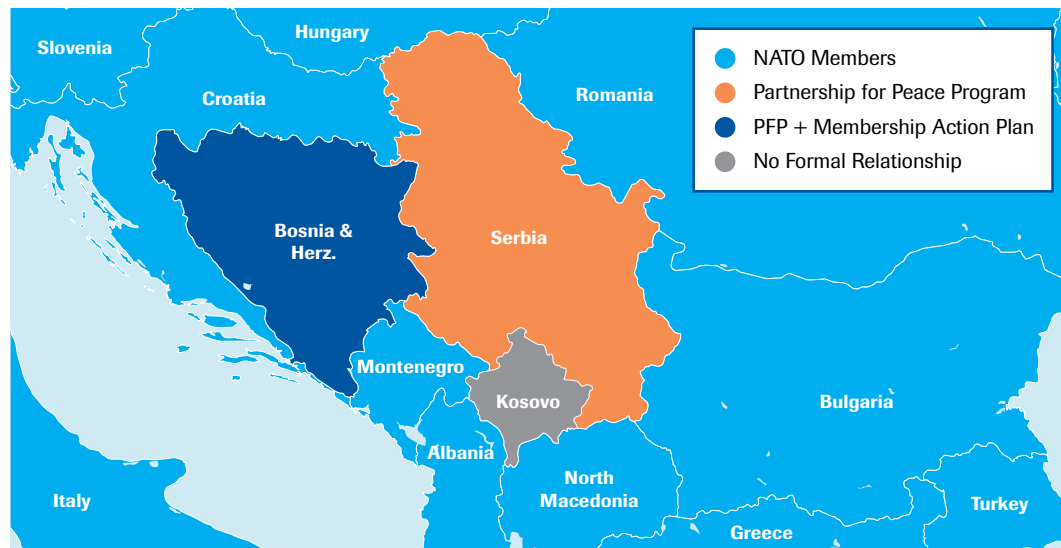 Slovenia
Hungary
Croatia
Romania
NATO Members
Partnership for Peace Program
PFP + Membership Action Plan
No Formal Relationship
Bosnia &
Herz.
Serbia
Montenegro
Kosovo
Bulgaria
Albania
North
Macedonia
Italy
Turkey
Greece